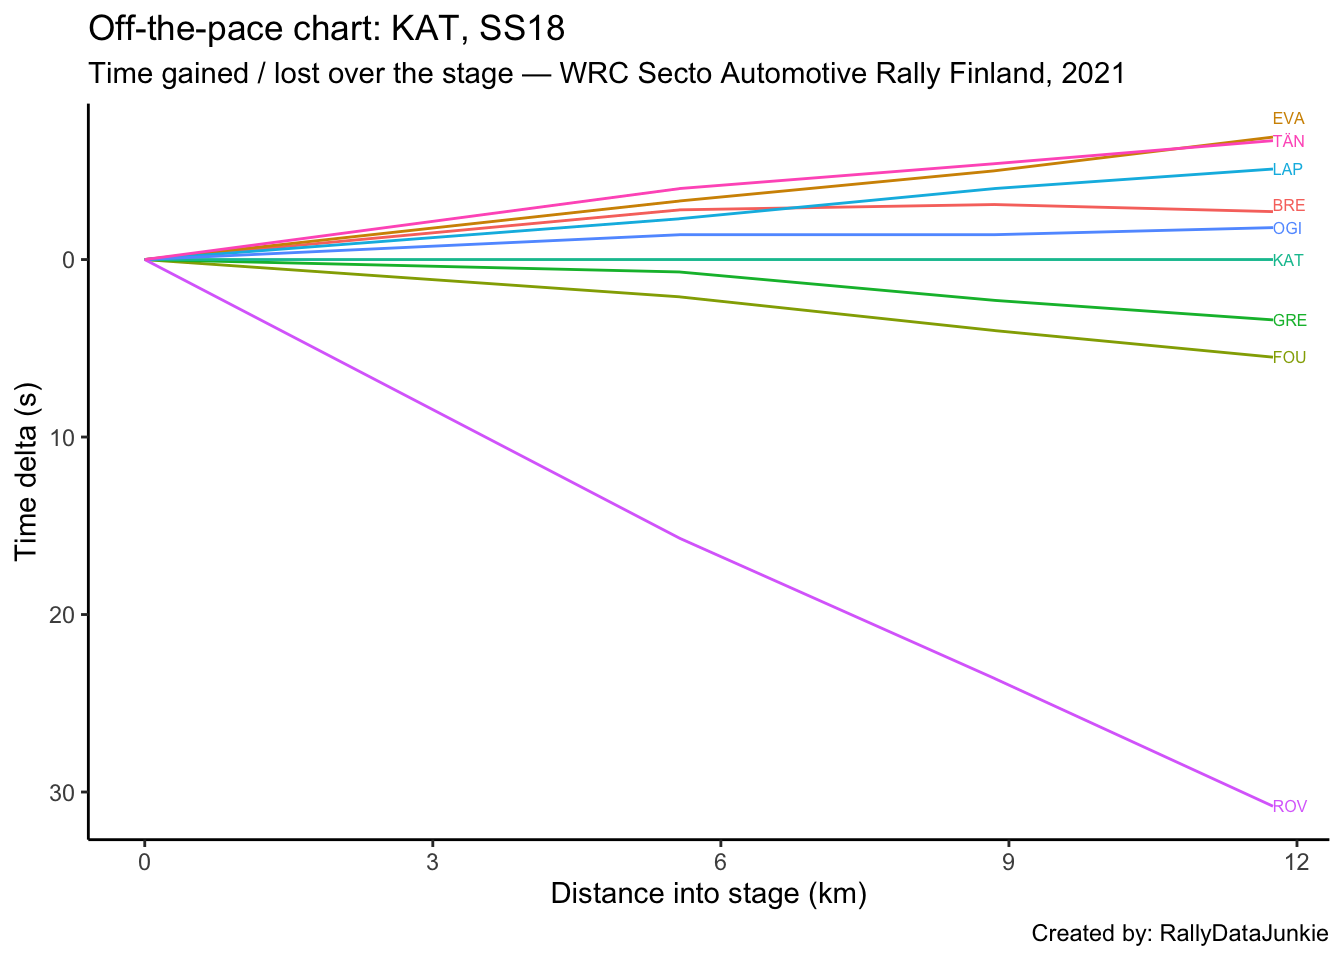 Off-the-pace chart: KAT, SS18
Time gained / lost over the stage — WRC Secto Automotive Rally Finland, 2021
EVA
TÄN
LAP
BRE
OGI
KAT
GRE
FOU
ROV
0
10
20
30
Time delta (s)
0 3 6 9 12
Distance into stage (km)
Created by: RallyDataJunkie